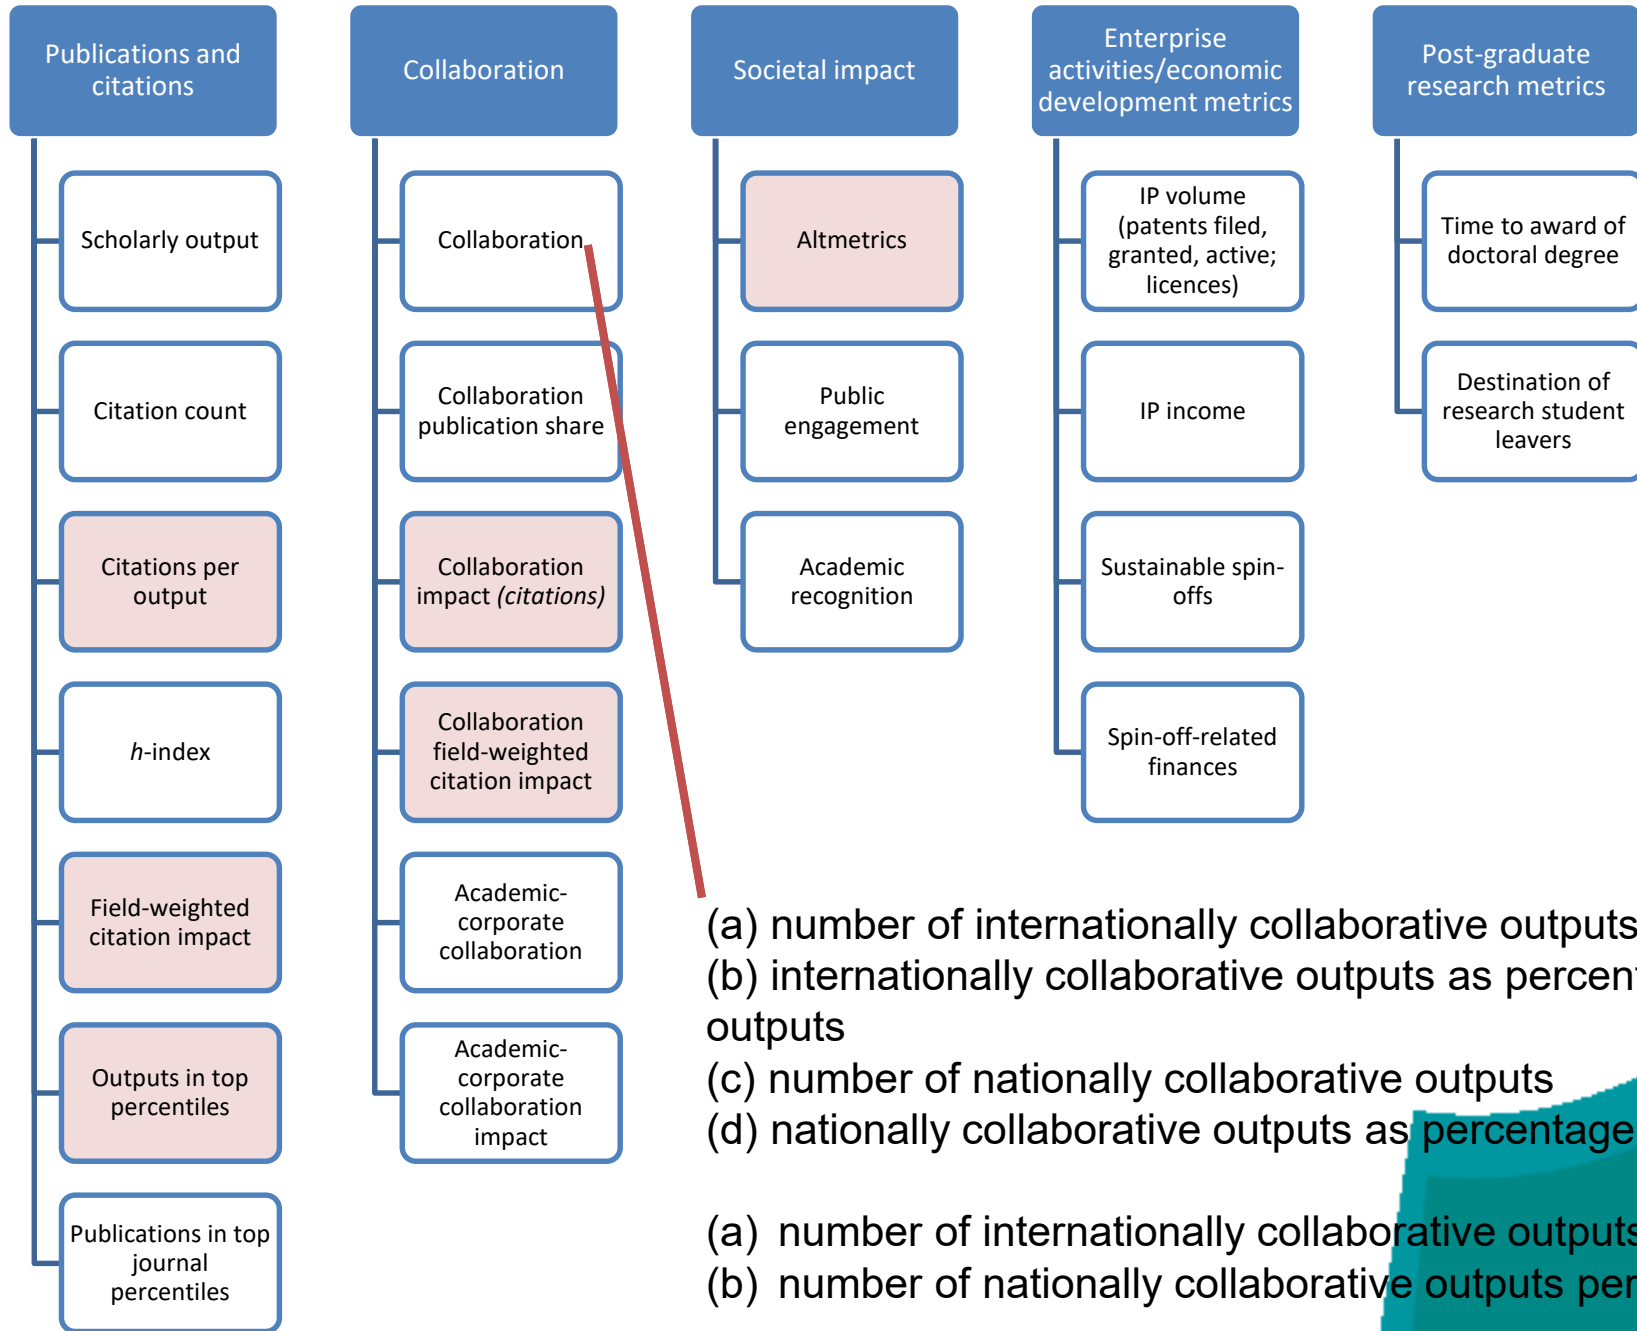 Publications and
citations
Scholarly output
Citation count
Citations per
output
h-index
Field-weighted
citation impact
Outputs in top
percentiles
Publications in top
journal
percentiles
Collaboration
Collaboration
Collaboration
publication share
Collaboration
impact (citations)
Collaboration
field-weighted
citation impact
Academic-
corporate
collaboration
Academic-
corporate
collaboration
impact
Societal impact
Altmetrics
Public
engagement
Academic
recognition
Enterprise
activities/economic
development metrics
IP volume
(patents filed,
granted, active;
licences)
IP income
Sustainable spin-
offs
Spin-off-related
finances
Post-graduate
research metrics
Time to award of
doctoral degree
Destination of
research student
leavers
(a) number of internationally collaborative outputs
(b) internationally collaborative outputs as percent
outputs
(c) number of nationally collaborative outputs
(d) nationally collaborative outputs as percentage
(a) number of internationally collaborative outputs
(b) number of nationally collaborative outputs per